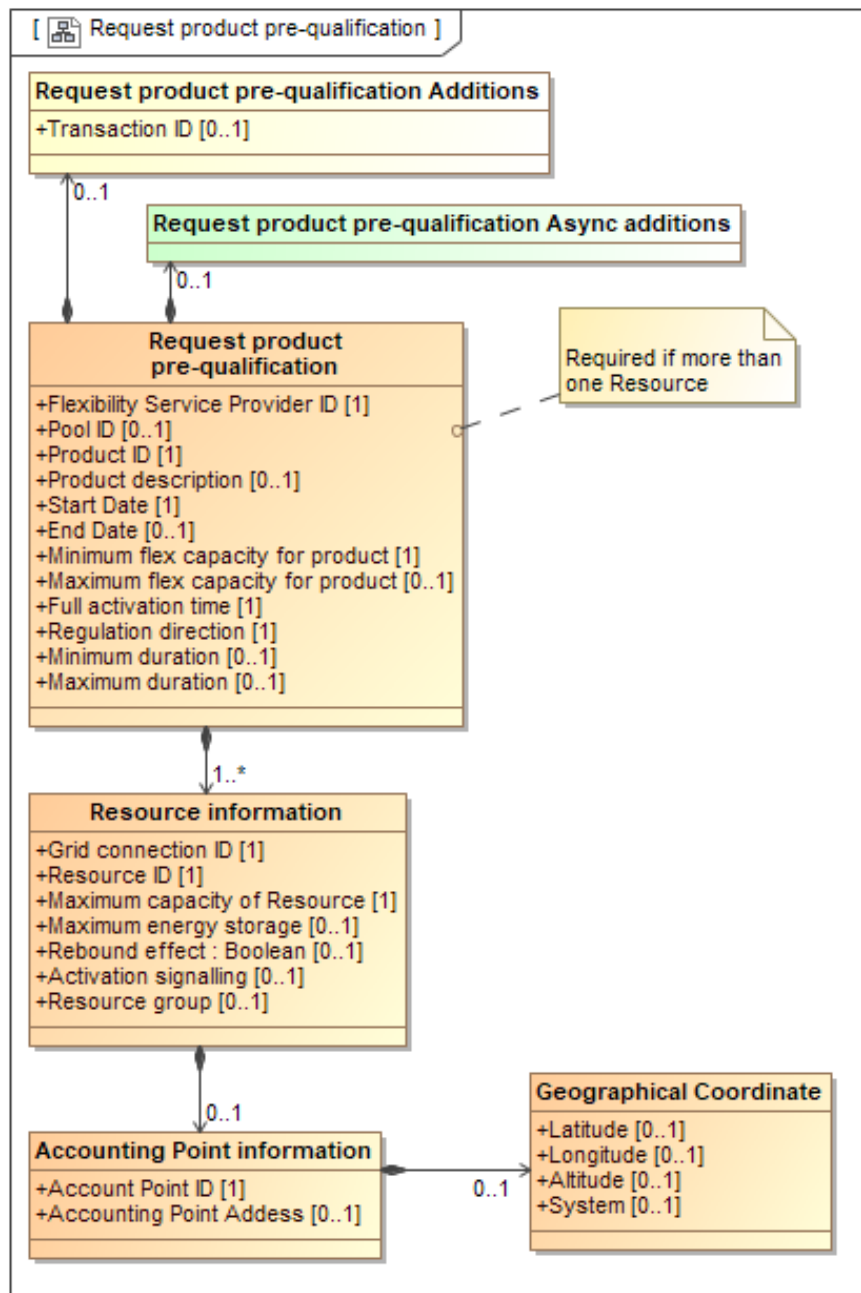 [ Request product pre-qualification ]
Request product pre-qualification Additions
+Transaction ID [0..1]
0..1
Request product pre-qualification Async additions
0..1
Request product
pre-qualification
+Flexibility Service Provider ID [1]
+Pool ID [0..1]
+Product ID [1]
+Product description [0..1]
+Start Date [1]
+End Date [0..1]
+Minimum flex capacity for product [1]
+Maximum flex capacity for product [0..1]
+Full activation time [1]
+Regulation direction [1]
+Minimum duration [0..1]
+Maximum duration [0..1]
Required if more than
one Resource
1..*
Resource information
+Grid connection ID [1]
+Resource ID [1]
+Maximum capacity of Resource [1]
+Maximum energy storage [0..1]
+Rebound effect : Boolean [0..1]
+Activation signalling [0..1]
+Resource group [0..1]
0..1
Accounting Point information
+Account Point ID [1]
+Accounting Point Addess [0..1]
0..1
Geographical Coordinate
+Latitude [0..1]
+Longitude [0..1]
+Altitude [0..1]
+System [0..1]